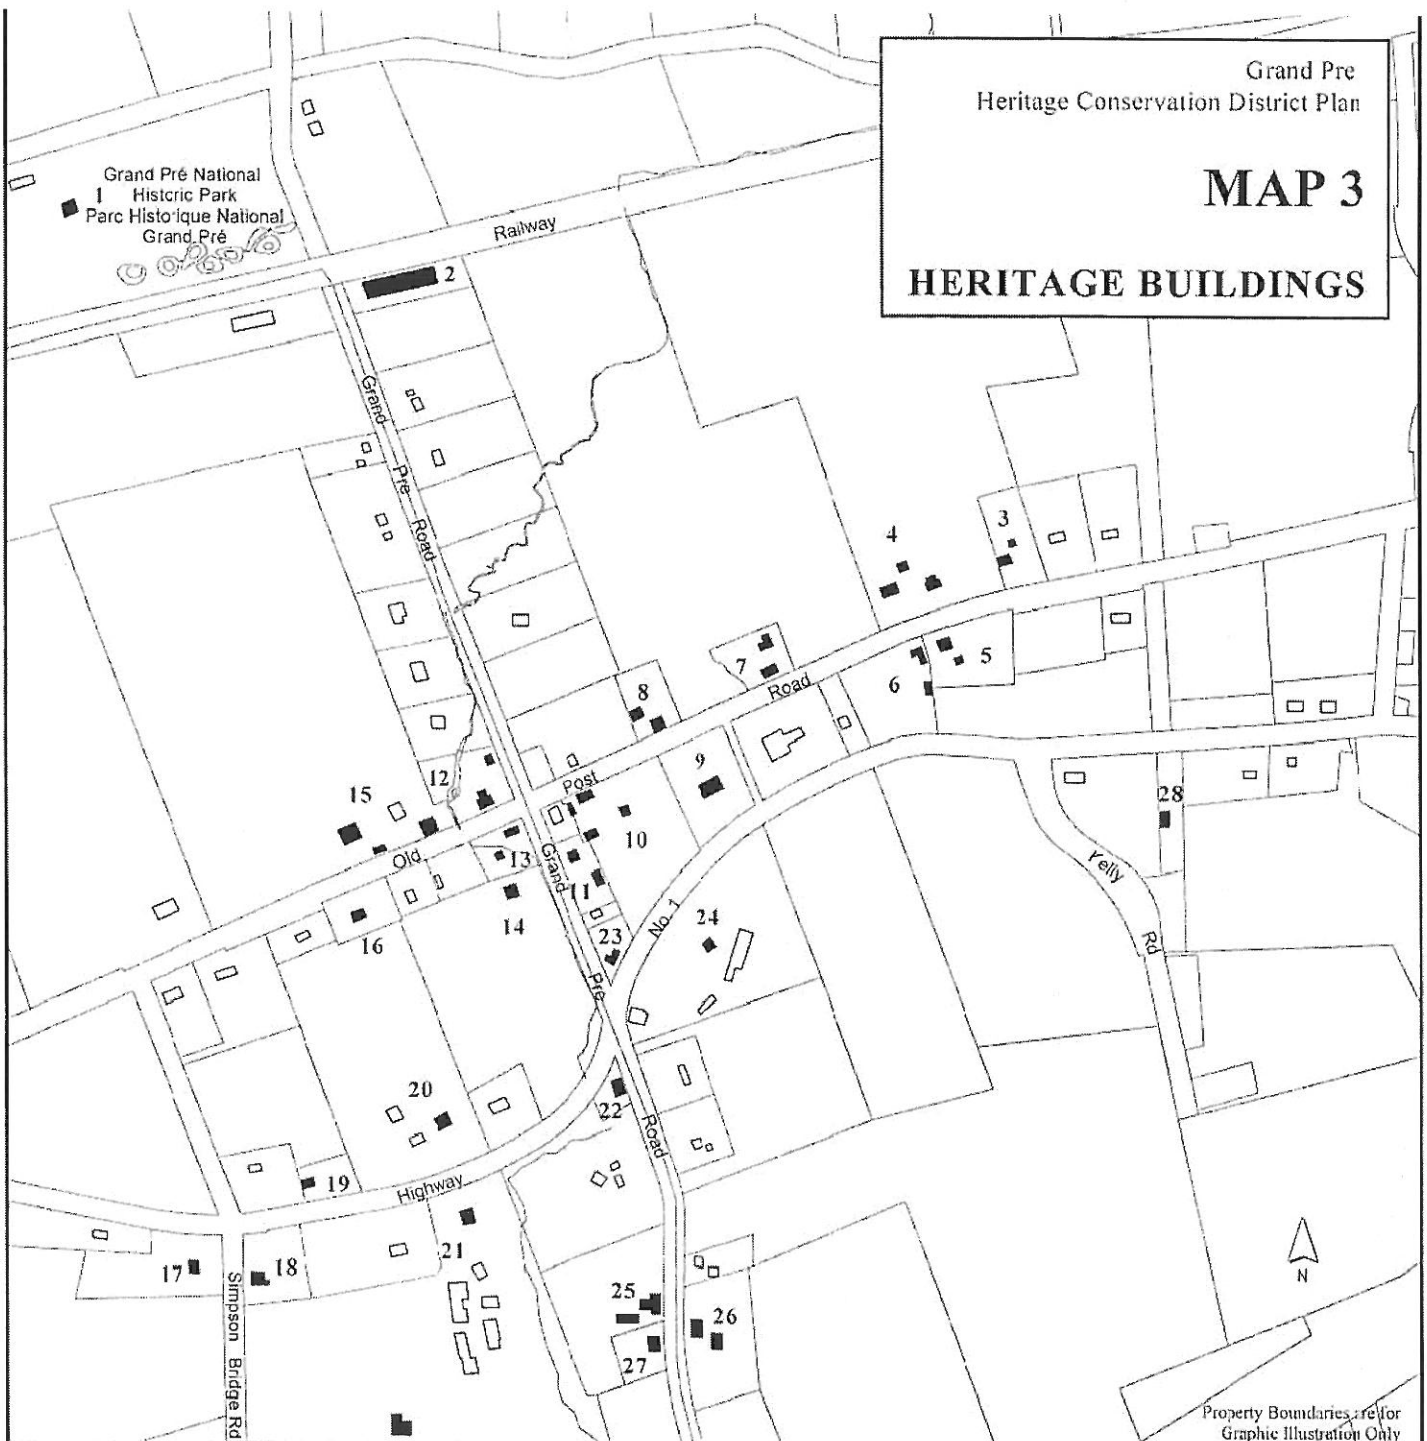 Grand Pre
Heritage Conservation District Plan
MAP 3
HERITAGE BUILDINGS
Grand Pré National
1 Historic Park
Parc Historique National
Grand Pré
Railway
2
Grand
Pre
Road
3
4
5
6
7
Road
8
9
Post
10
12
15
Old
13
Grand
11
14
16
23
No. 1
24
Pre
28
Kelly
Rd
20
22
Road
19
Highway
21
17
18
Simpson Bridge Rd
25
26
27
N
Property Boundaries are for
Graphic Illustration Only